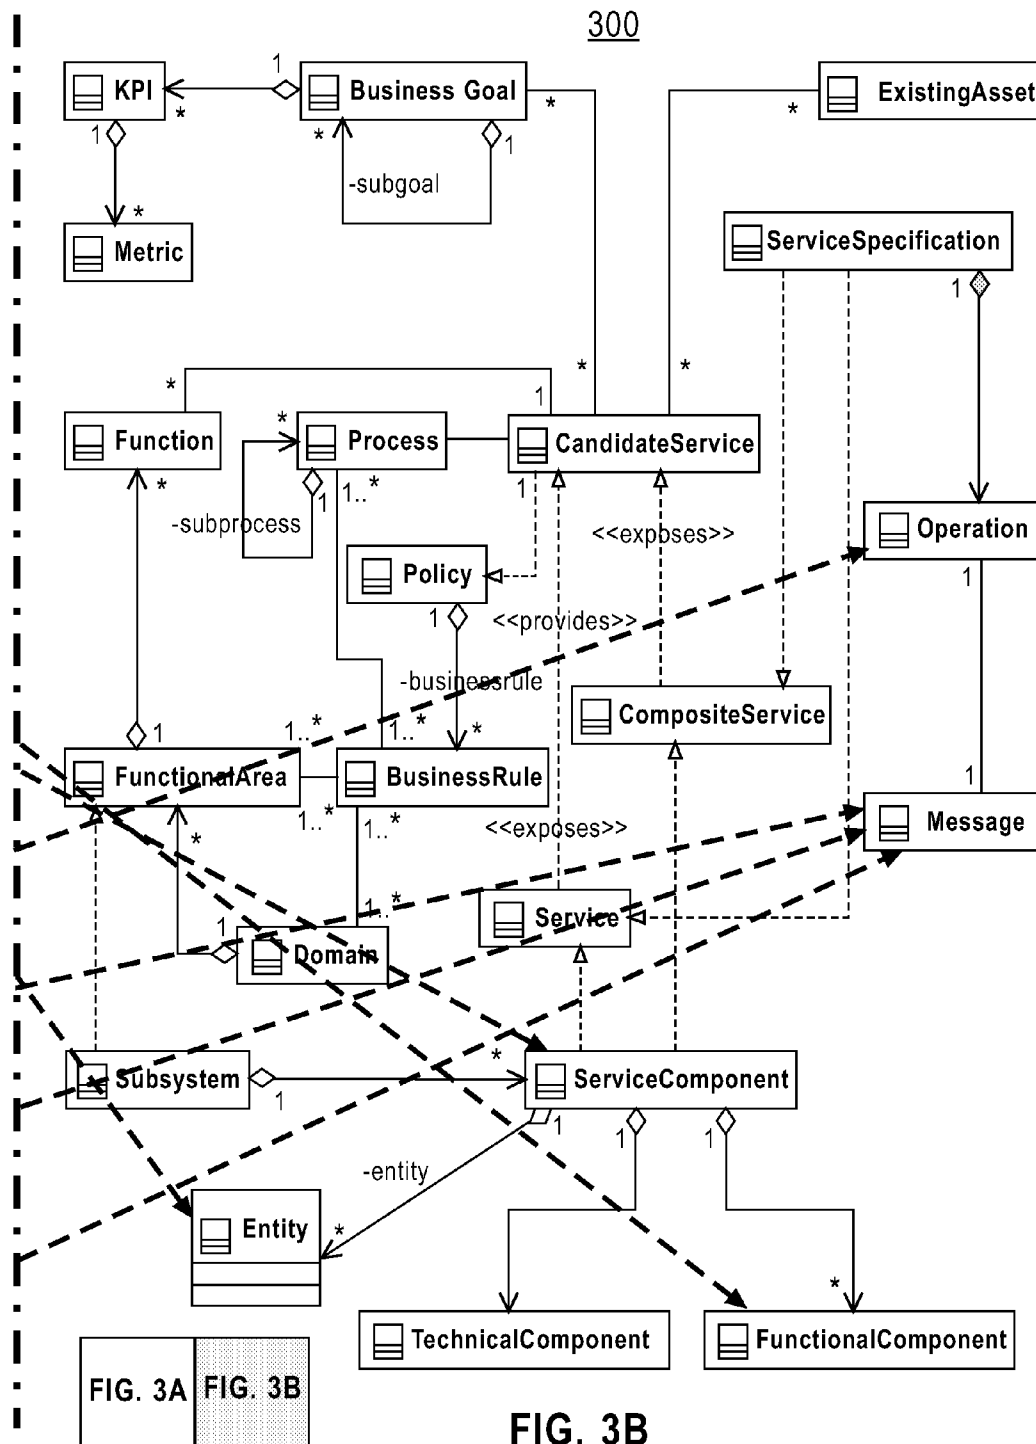 300
KPI
1
Business Goal
*
*
ExistingAsset
*
1
*
1
-subgoal
*
Metric
ServiceSpecification
1
*
*
*
1
Function
*
Process
CandidateService
*
1
1..*
1
-subprocess
<<exposes>>
Operation
Policy
1
1
<<provides>>
-businessrule
CompositeService
1
1..*
1..*
*
FunctionalArea
BusinessRule
1
Message
1..*
1..*
*
<<exposes>>
1..*
Service
1
Domain
*
Subsystem
1
ServiceComponent
1
1
1
-entity
Entity
*
*
TechnicalComponent
FunctionalComponent
FIG. 3A
FIG. 3B
FIG. 3B